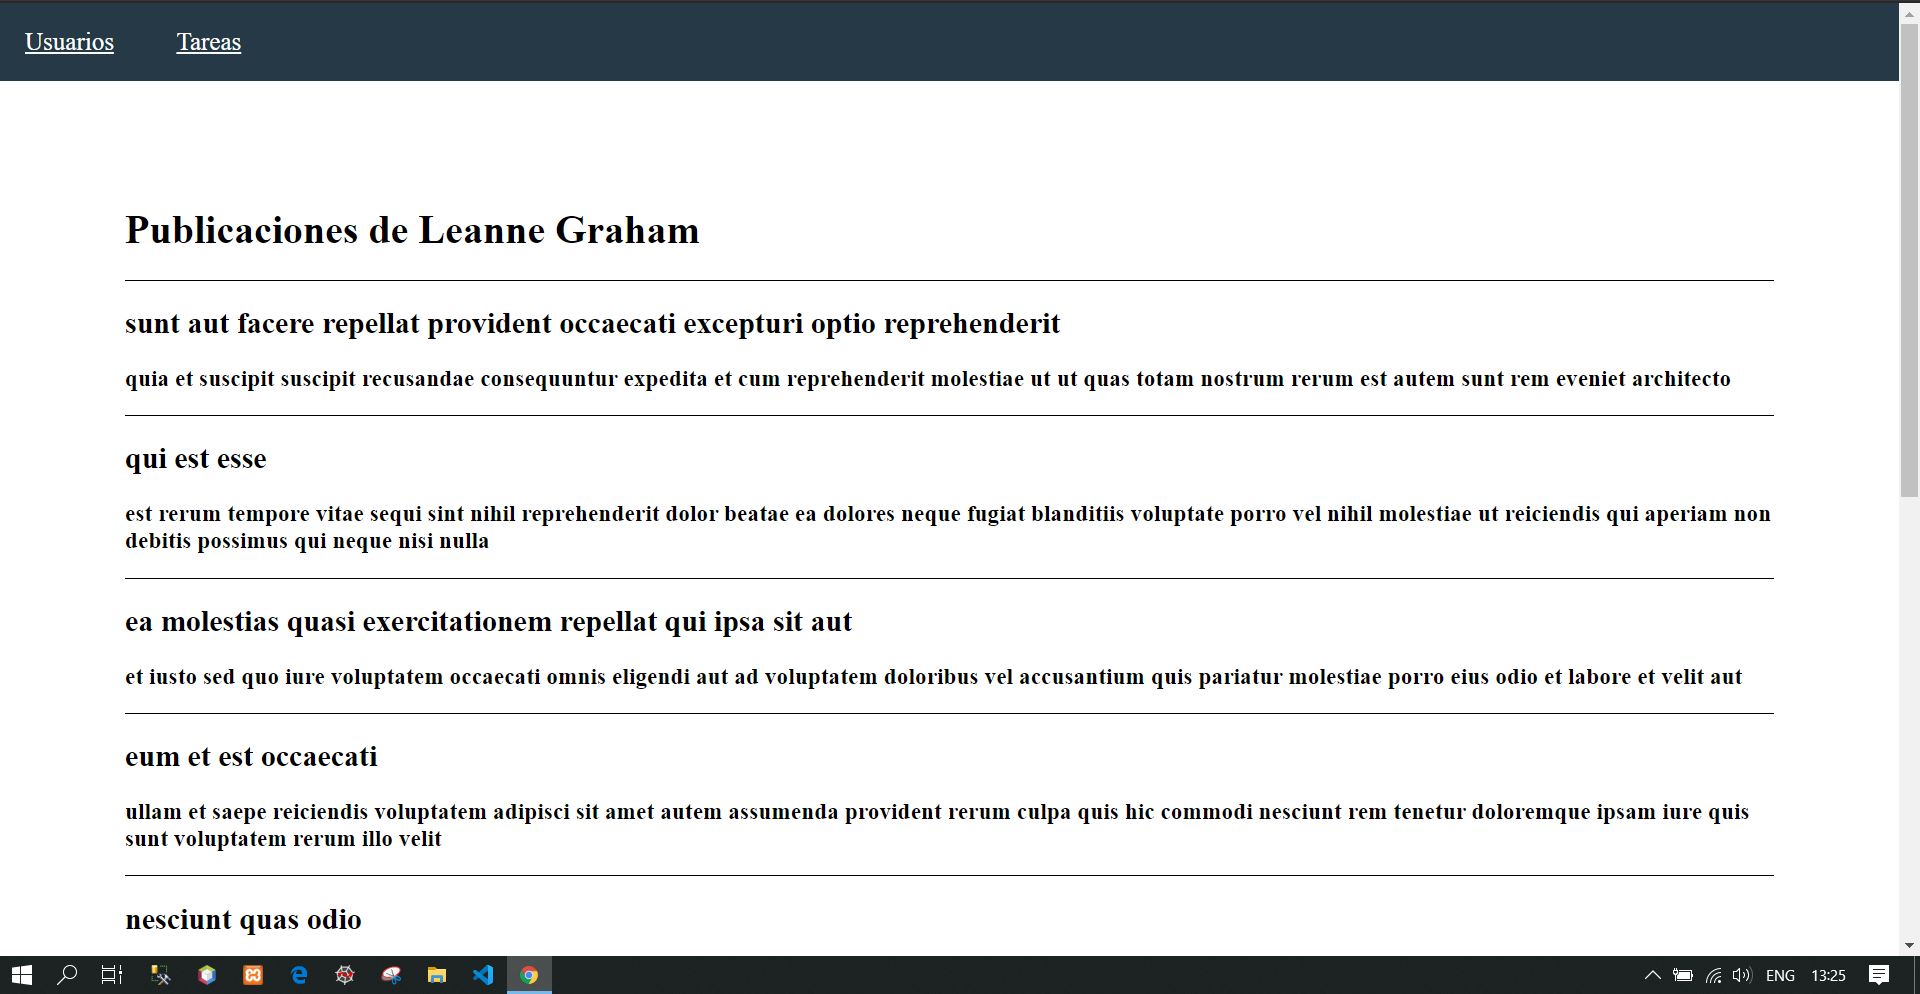 Usuarios Tareas
Publicaciones de Leanne Graham
sunt aut facere repellat provident occaecati excepturi optio reprehenderit
quia et suscipit suscipit recusandae consequuntur expedita et cum reprehenderit molestiae ut ut quas totam nostrum rerum est autem sunt rem eveniet architecto
qui est esse
est rerum tempore vitae sequi sint nihil reprehenderit dolor beatae ea dolores neque fugiat blanditiis voluptate porro vel nihil molestiae ut reiciendis qui aperiam non
debitis possimus qui neque nisi nulla
ea molestias quasi exercitationem repellat qui ipsa sit aut
et iusto sed quo iure voluptatem occaecati omnis eligendi aut ad voluptatem doloribus vel accusantium quis pariatur molestiae porro eius odio et labore et velit aut
eum et est occaecati
ullam et saepe reiciendis voluptatem adipisci sit amet autem assumenda provident rerum culpa quis hic commodi nesciunt rem tenetur doloremque ipsam iure quis
sunt voluptatem rerum illo velit
nesciunt quas odio
ENG 13:25